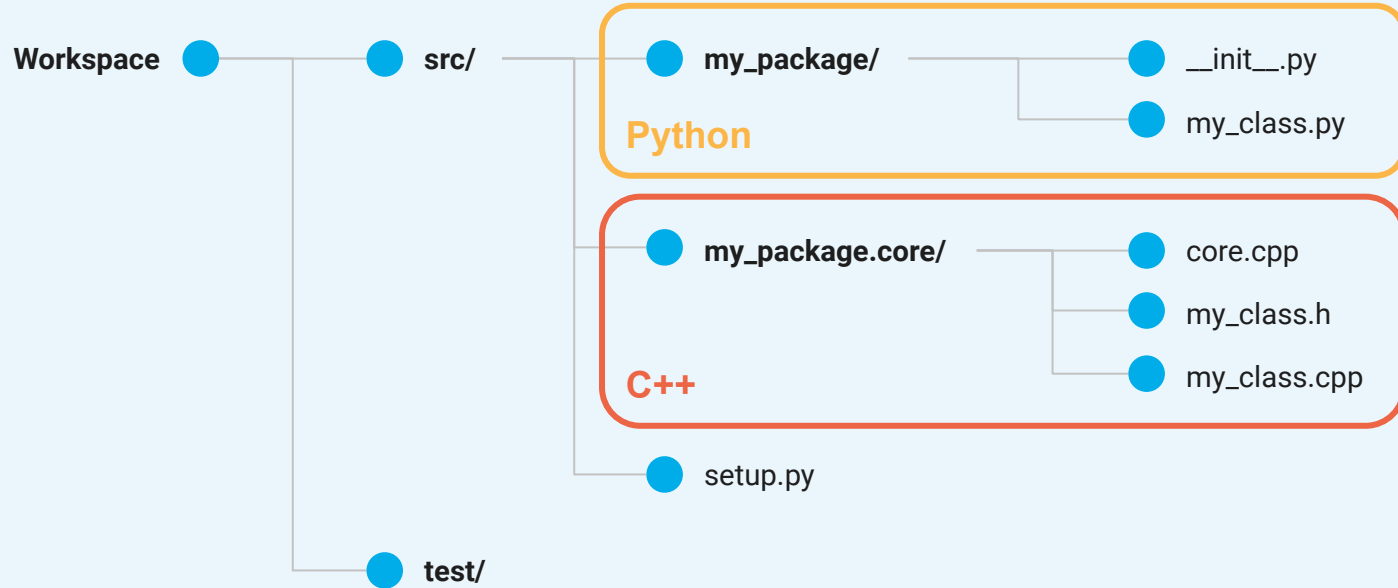 Workspace
src/
my_package/
__init__.py
my_class.py
Python
my_package.core/
core.cpp
my_class.h
my_class.cpp
C++
setup.py
test/